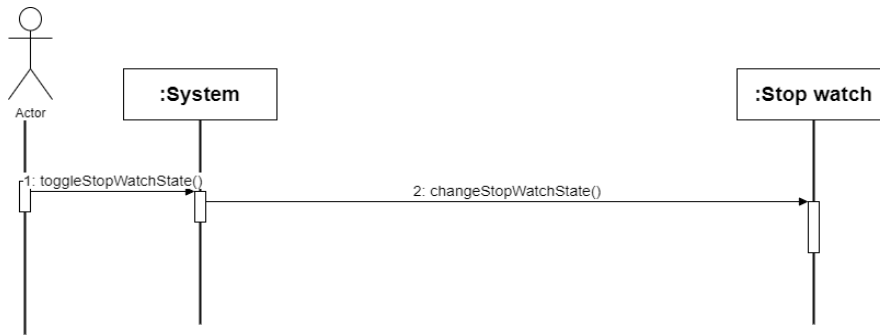 :System
:Stop watch
Actor
1: toggleStopWatchState()
2: changeStopWatchState()